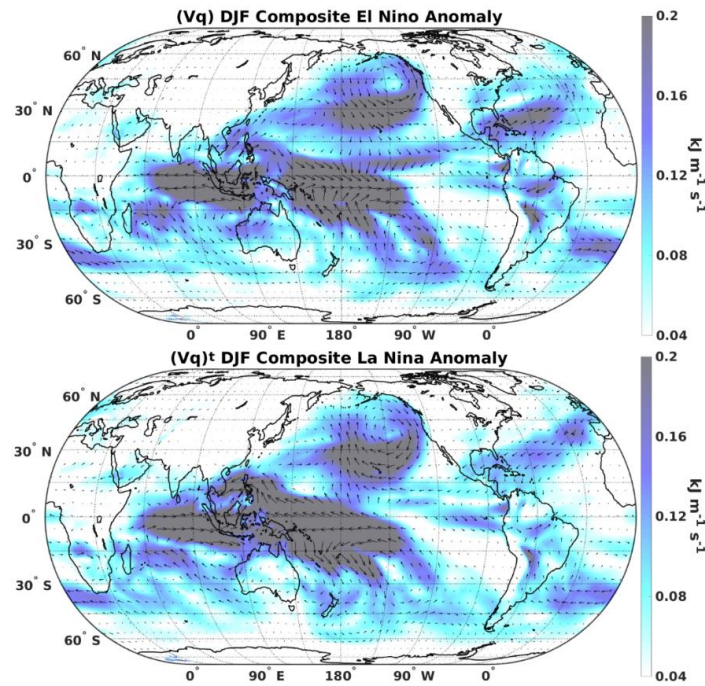 (Vq) DJF Composite El Nino Anomaly
0.2
60° N
0.16
30° N
0°
0.12
kJ m⁻¹s⁻¹
30° S
0.08
60° S
0.04
0° 90° E 180° 90° W 0°
(Vq)ᵗ DJF Composite La Nina Anomaly
0.2
60° N
0.16
30° N
0°
0.12
kJ m⁻¹s⁻¹
30° S
0.08
60° S
0.04
0° 90° E 180° 90° W 0°